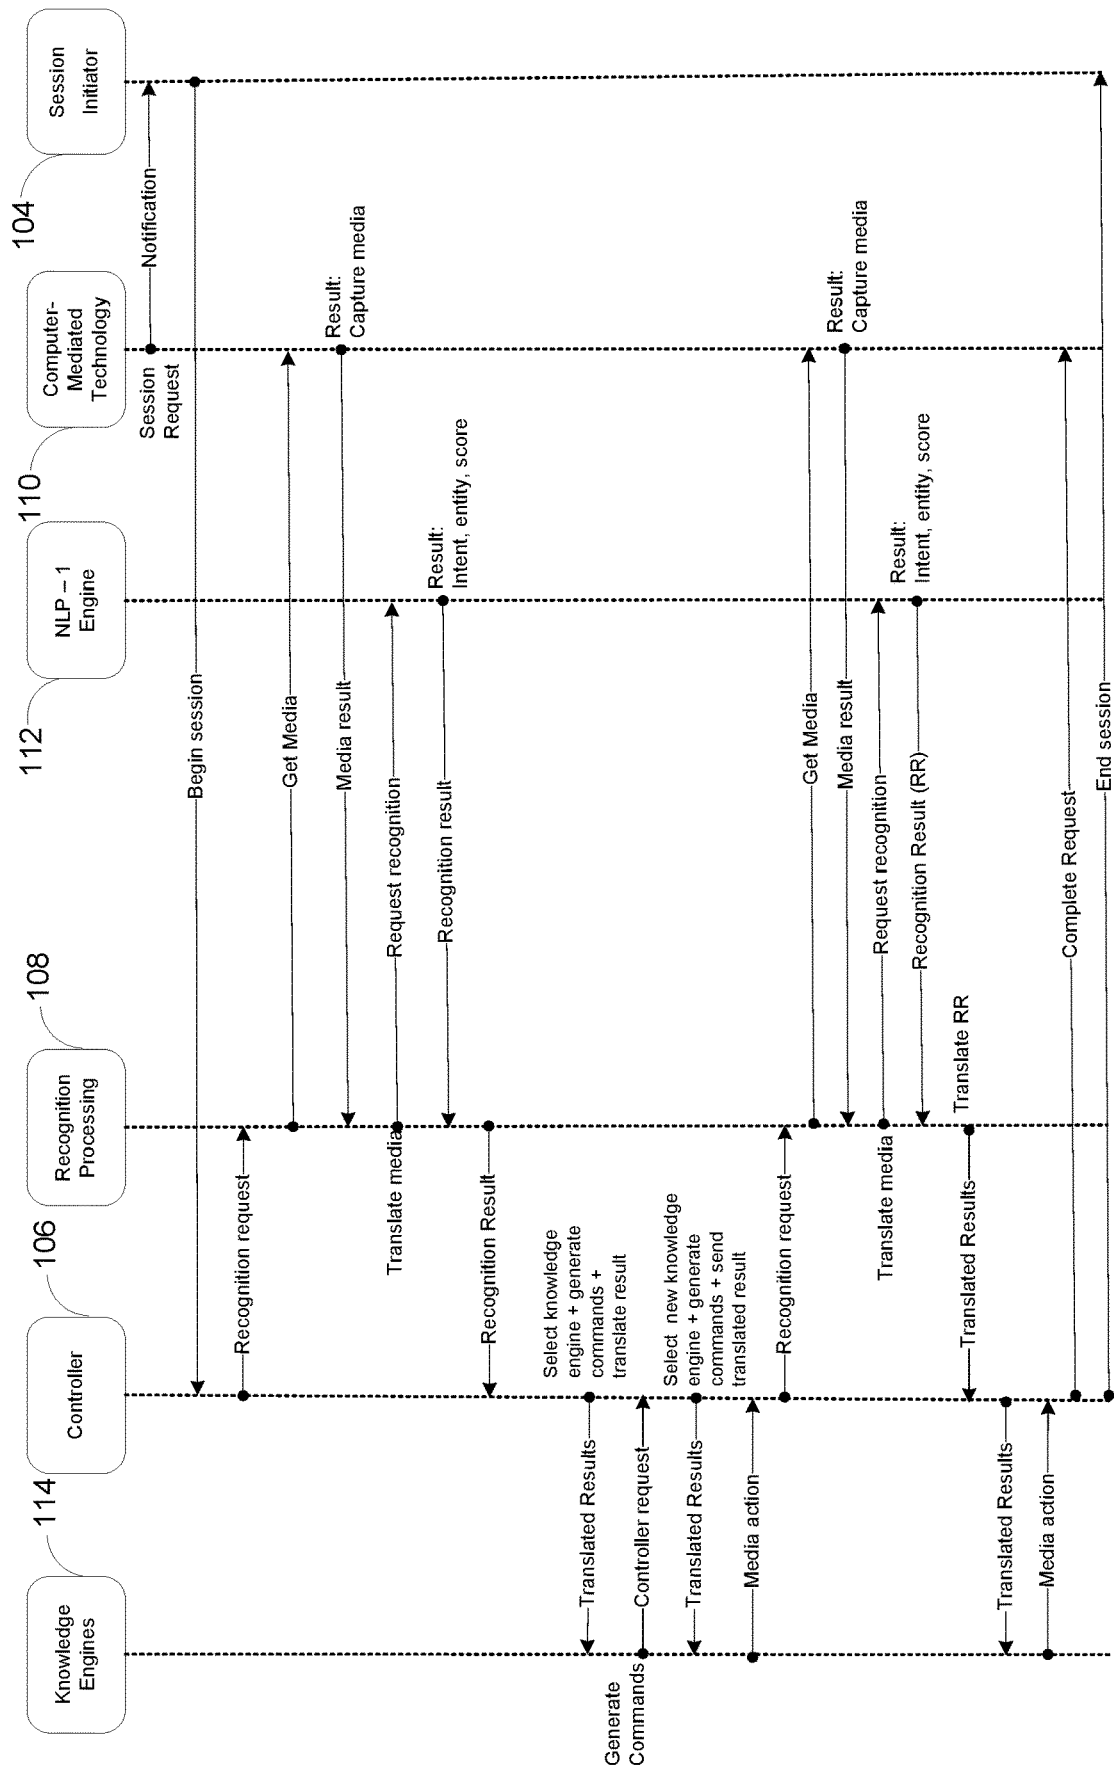 Knowledge
Engines
114
Controller
106
Recognition
Processing
108
NLP – 1
Engine
112
Computer-
Mediated
Technology
110
Session
Initiator
104
Session
Request
Notification
Begin session
Recognition request
Get Media
Result:
Capture media
Media result
Translate media
Request recognition
Result:
Intent, entity, score
Recognition result
Recognition Result
Select knowledge
engine + generate
commands +
translate result
Translated Results
Generate
Commands
Controller request
Select new knowledge
engine + generate
commands + send
translated result
Translated Results
Media action
Recognition request
Get Media
Result:
Capture media
Media result
Translate media
Request recognition
Result:
Intent, entity, score
Recognition Result (RR)
Translate RR
Translated Results
Translated Results
Media action
Complete Request
End session